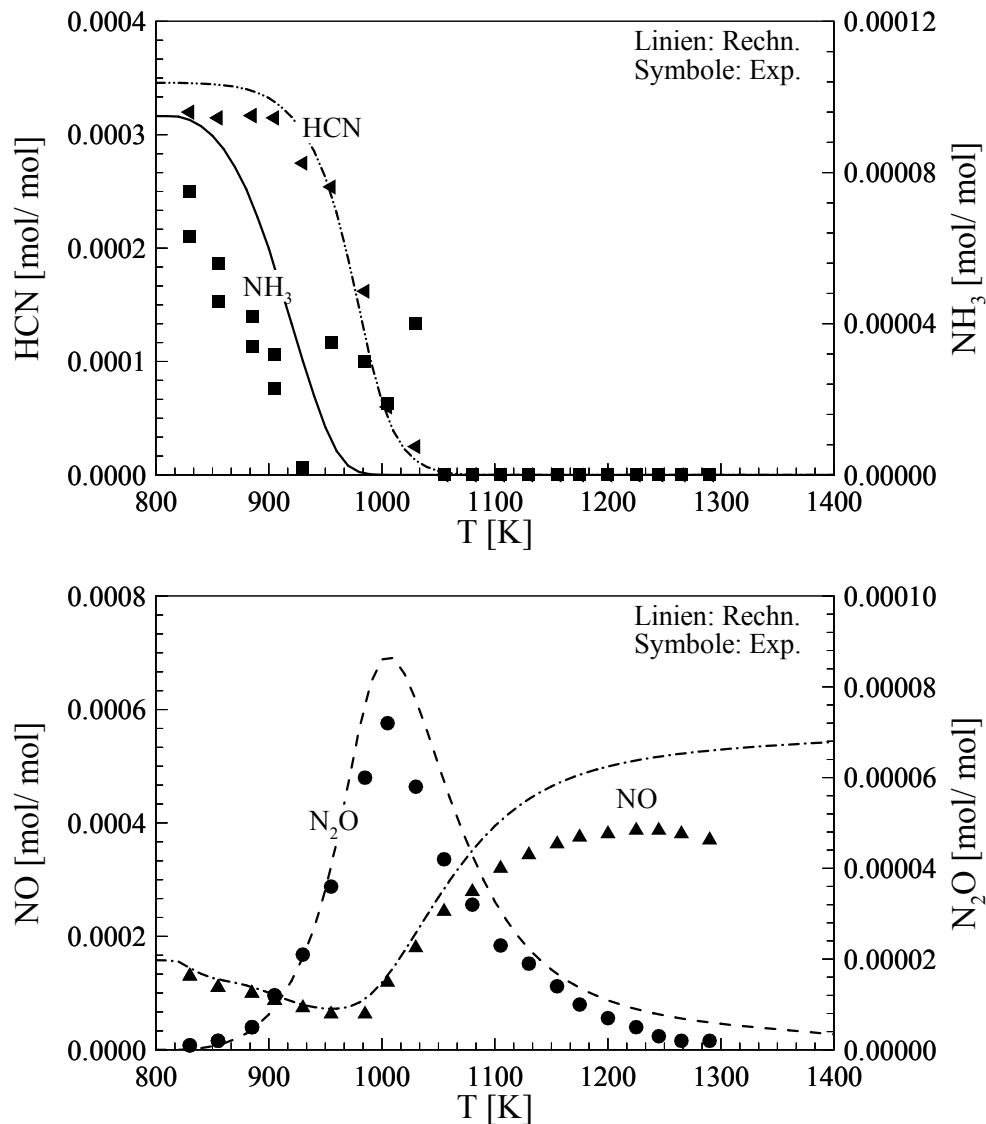 0.0004
0.0003
0.0002
0.0001
0.0000
HCN [mol/ mol]
Linien: Rechn.
Symbole: Exp.
HCN
NH₃
0.00012
0.00008
0.00004
0.00000
NH₃ [mol/ mol]
800 900 1000 1100 1200 1300 1400
T [K]
0.0008
0.0006
0.0004
0.0002
0.0000
NO [mol/ mol]
Linien: Rechn.
Symbole: Exp.
N₂O
NO
0.00010
0.00008
0.00006
0.00004
0.00002
0.00000
N₂O [mol/ mol]
800 900 1000 1100 1200 1300 1400
T [K]